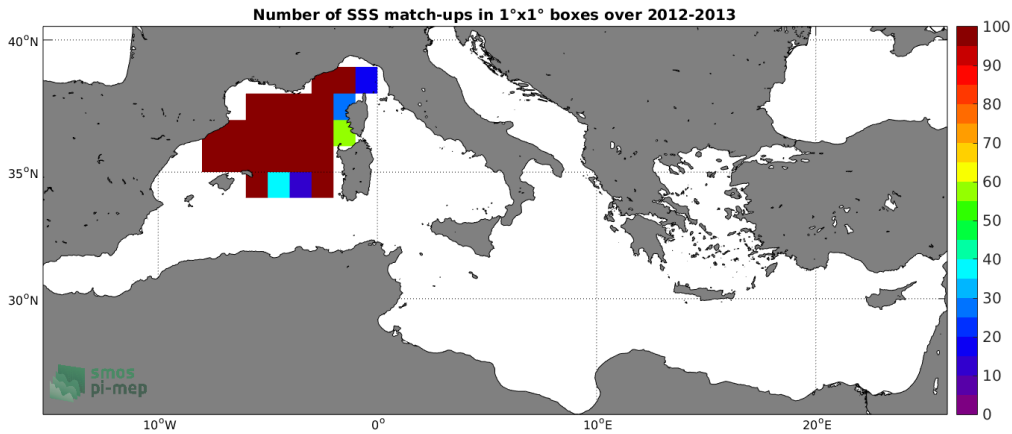 Number of SSS match-ups in 1°x1° boxes over 2012-2013
40°N
35°N
30°N
10°W
0°
10°E
20°E
100
90
80
70
60
50
40
30
20
10
0
smos
pi-mep